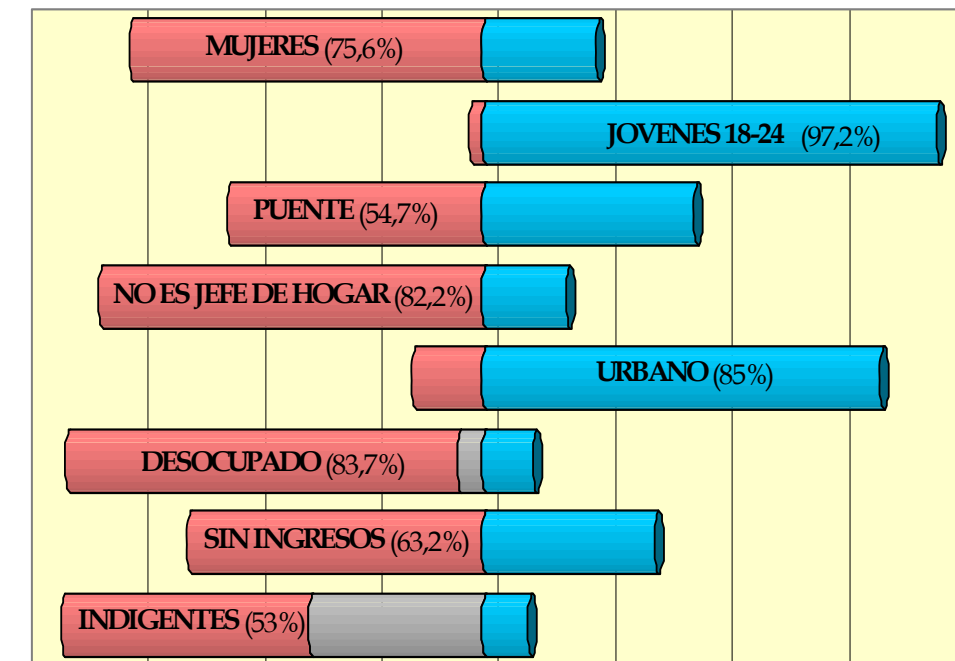 MUJERES (75,6%)
JOVENES 18-24 (97,2%)
PUENTE (54,7%)
NO ES JEFE DE HOGAR (82,2%)
URBANO (85%)
DESOCUPADO (83,7%)
SIN INGRESOS (63,2%)
INDIGENTES (53%)